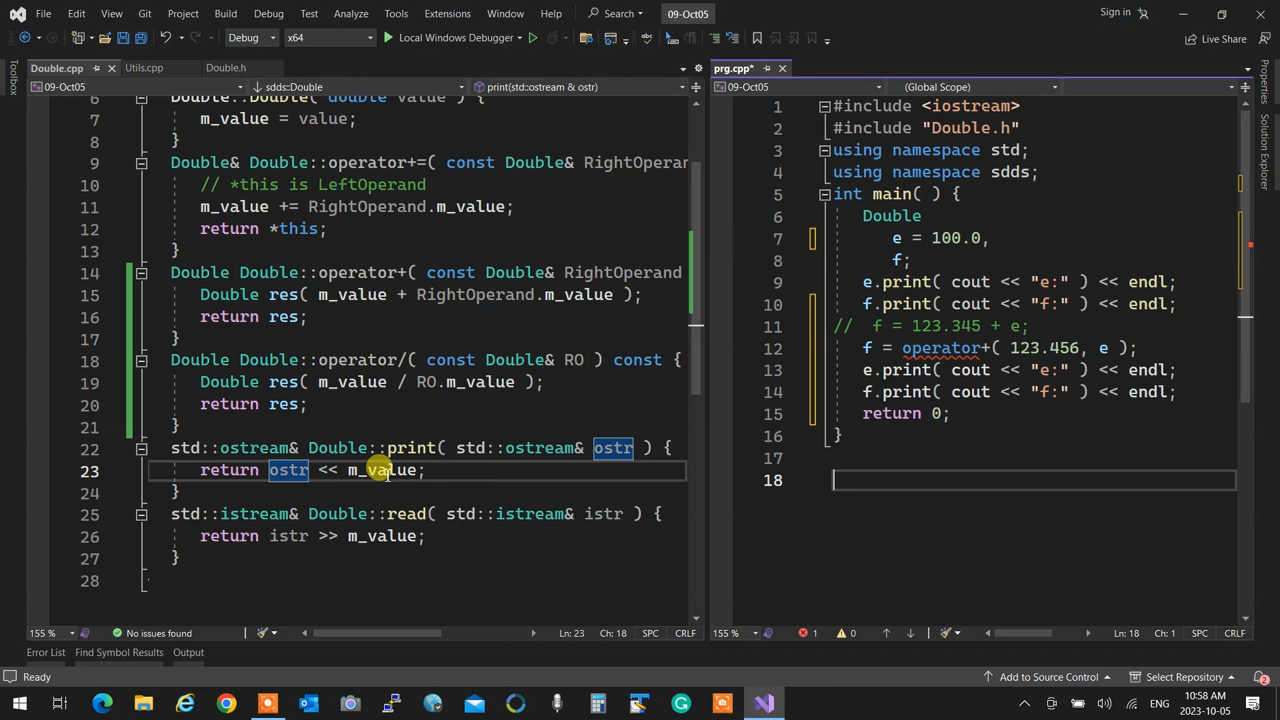 File Edit View Git Project Build Debug Test Analyze Tools Extensions Window Help Search 09-Oct05 Sign in
Debug x64 Local Windows Debugger Live Share
Toolbox
Double.cpp Utils.cpp Double.h
09-Oct05 sdds::Double print(std::ostream & ostr)
6 Double::Double( double value ) {
7 m_value = value;
8 }
9 Double& Double::operator+=( const Double& RightOperan
10 // *this is LeftOperand
11 m_value += RightOperand.m_value;
12 return *this;
13 }
14 Double Double::operator+( const Double& RightOperand
15 Double res( m_value + RightOperand.m_value );
16 return res;
17 }
18 Double Double::operator/( const Double& RO ) const {
19 Double res( m_value / RO.m_value );
20 return res;
21 }
22 std::ostream& Double::print( std::ostream& ostr ) {
23 return ostr << m_value;
24 }
25 std::istream& Double::read( std::istream& istr ) {
26 return istr >> m_value;
27 }
28
155 % No issues found Ln: 23 Ch: 18 SPC CRLF
prg.cpp*
09-Oct05 (Global Scope)
1 #include <iostream>
2 #include "Double.h"
3 using namespace std;
4 using namespace sdds;
5 int main( ) {
6 Double
7 e = 100.0,
8 f;
9 e.print( cout << "e:" ) << endl;
10 f.print( cout << "f:" ) << endl;
11 // f = 123.345 + e;
12 f = operator+( 123.456, e );
13 e.print( cout << "e:" ) << endl;
14 f.print( cout << "f:" ) << endl;
15 return 0;
16 }
17
18
155 % 1 0 Ln: 18 Ch: 1 SPC CRLF
Properties
Solution Explorer
Error List Find Symbol Results Output
Ready Add to Source Control Select Repository 2
ENG 10:58 AM
2023-10-05